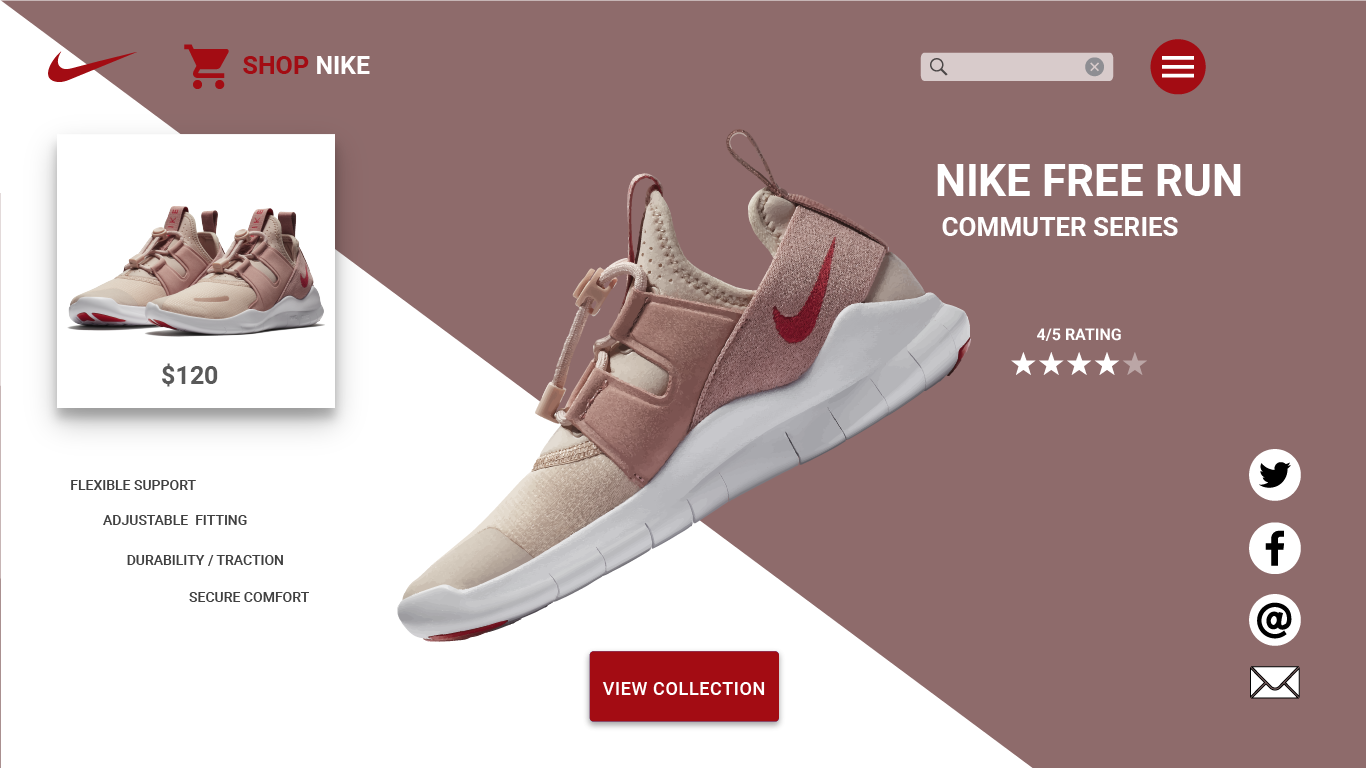 SHOP NIKE
NIKE FREE RUN
COMMUTER SERIES
4/5 RATING
$120
FLEXIBLE SUPPORT
ADJUSTABLE FITTING
DURABILITY / TRACTION
SECURE COMFORT
VIEW COLLECTION